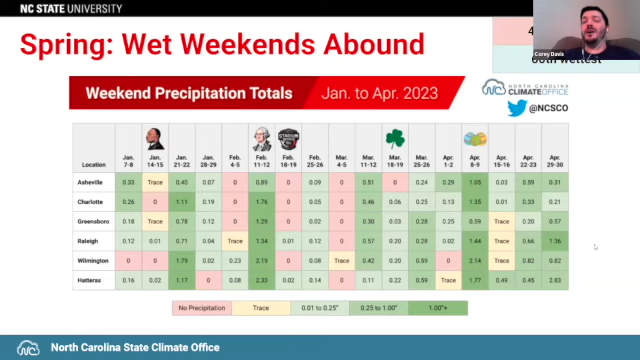 NC STATE UNIVERSITY
Spring: Wet Weekends Abound
Corey Davis
60th wettest
Weekend Precipitation Totals | Jan. to Apr. 2023
NORTH CAROLINA
CLIMATE OFFICE
@NCSCO
Location Jan. 7-8 Jan. 14-15 Jan. 21-22 Jan. 28-29 Feb. 4-5 Feb. 11-12 Feb. 18-19 Feb. 25-26 Mar. 4-5 Mar. 11-12 Mar. 18-19 Mar. 25-26 Apr. 1-2 Apr. 8-9 Apr. 15-16 Apr. 22-23 Apr. 29-30
Asheville 0.33 Trace 0.40 0.07 0 0.89 0 0.09 0 0.51 0 0.24 0.29 1.05 0.03 0.59 0.31
Charlotte 0.26 0 1.11 0.19 0 1.76 0 0.05 0 0.46 0.06 0.25 0.13 1.35 0.01 0.33 0.21
Greensboro 0.18 Trace 0.78 0.12 0 1.29 0 0.02 0 0.30 0.03 0.28 0.25 0.59 Trace 0.20 0.57
Raleigh 0.12 0.01 0.71 0.04 Trace 1.34 0.01 0.12 0 0.57 0.20 0.28 0.02 1.44 Trace 0.66 1.36
Wilmington 0 0 1.79 0.02 0.23 2.19 0 0.08 Trace 0.42 0.20 0.59 0 2.14 Trace 0.82 0.82
Hatteras 0.16 0.02 1.17 0 0.08 2.33 0.02 0.14 0 0.11 0.22 0.59 Trace 1.77 0.49 0.45 2.83
No Precipitation Trace 0.01 to 0.25" 0.25 to 1.00" 1.00"+
North Carolina State Climate Office